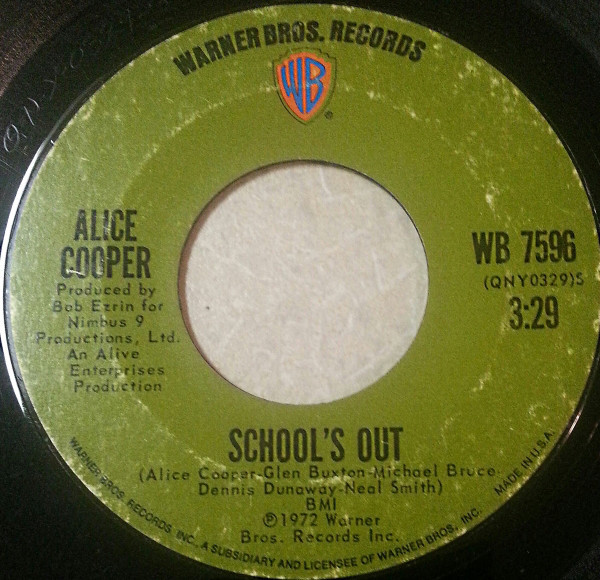 WARNER BROS. RECORDS
WB
®
ALICE
COOPER
Produced by
Bob Ezrin for
Nimbus 9
Productions, Ltd.
An Alive
Enterprises
Production
WB 7596
(QNY0329)S
3:29
SCHOOL'S OUT
(Alice Cooper-Glen Buxton-Michael Bruce-
Dennis Dunaway-Neal Smith)
BMI
℗1972 Warner
Bros. Records Inc.
WARNER BROS. RECORDS INC., A SUBSIDIARY AND LICENSEE OF WARNER BROS., INC. MADE IN U.S.A.